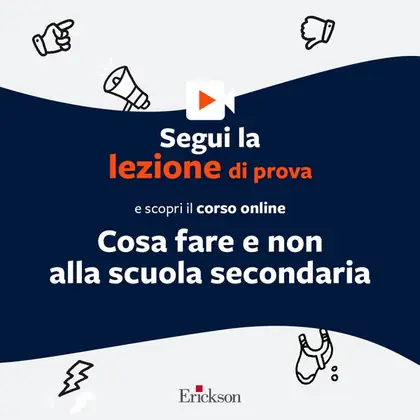 Segui la
lezione di prova
e scopri il corso online
Cosa fare e non
alla scuola secondaria
Erickson